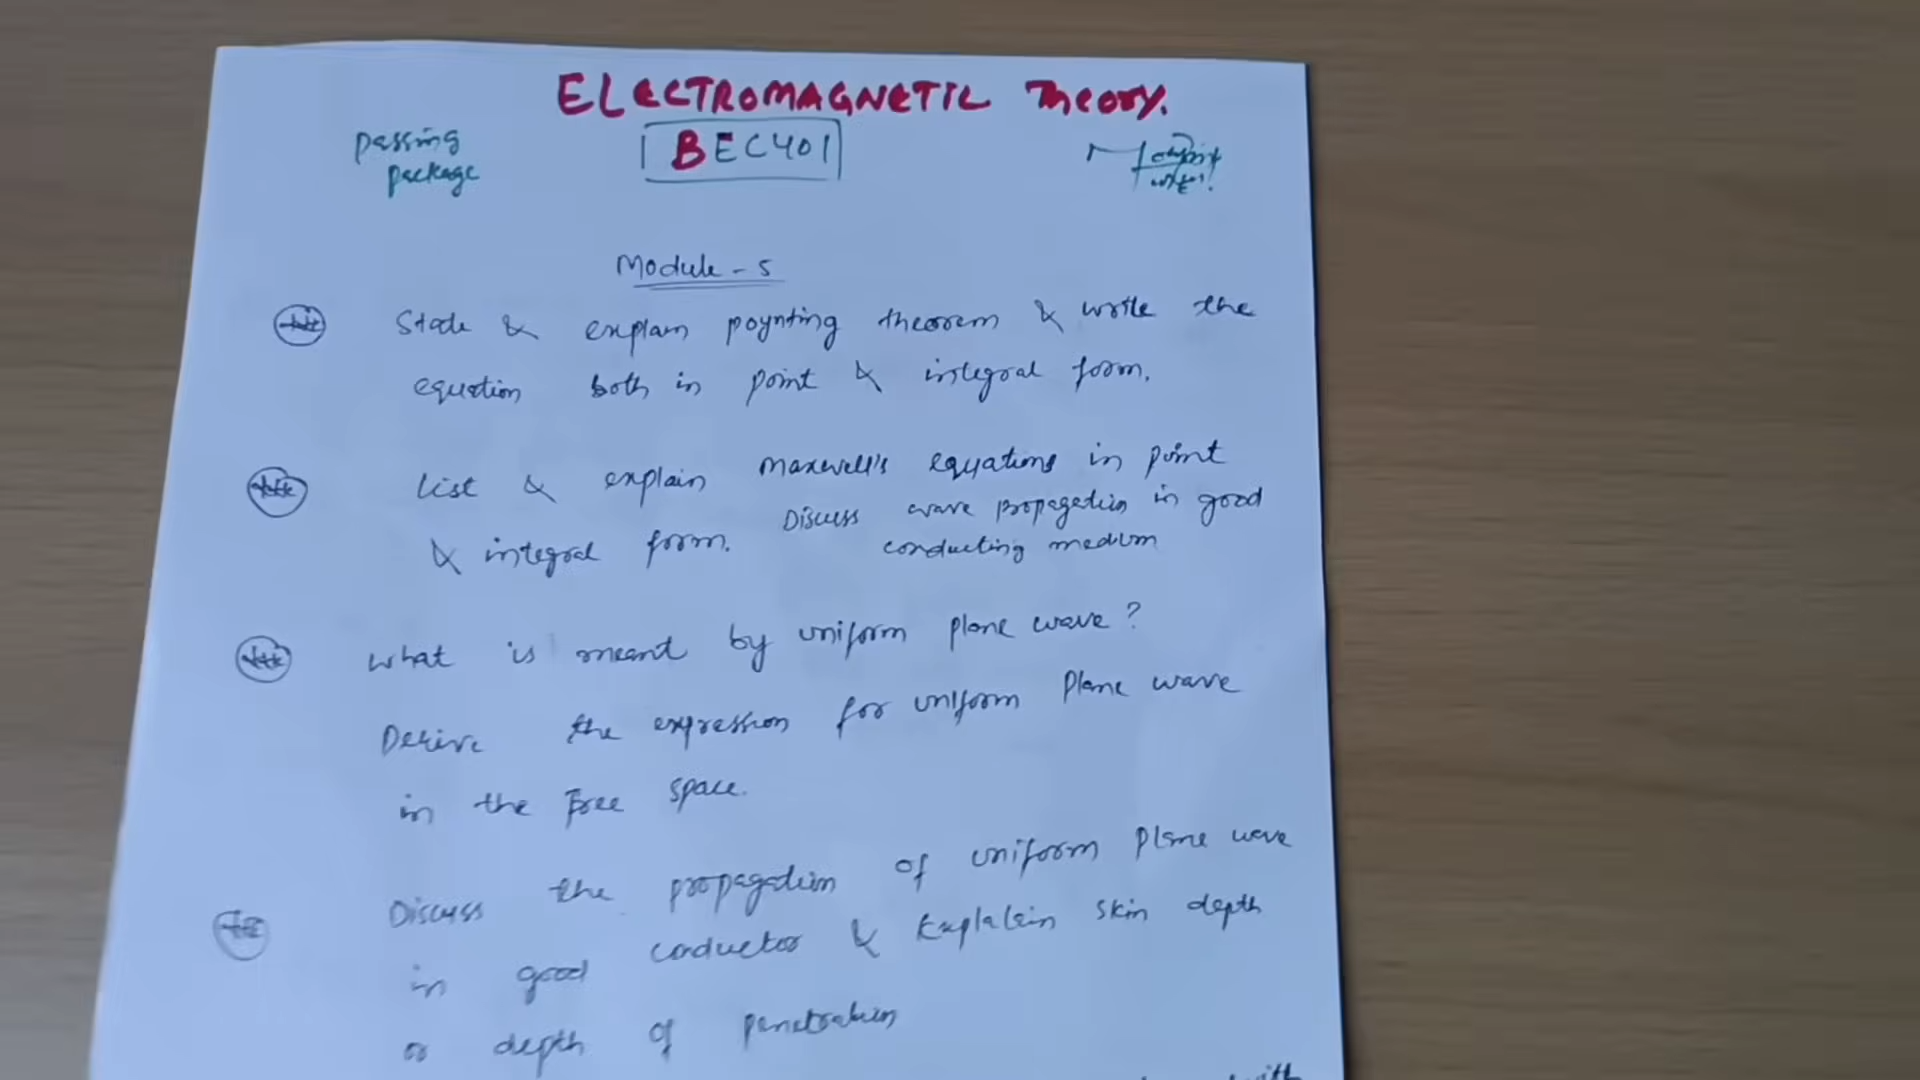 ELECTROMAGNETIC Theory.
passing
package
BEC401
Module - 5
State & explain poynting theorem & write the
equation both in point & integral form.
List & explain Maxwell's equations in point
& integral form. Discuss wave propagation in good
conducting medium
what is meant by uniform plane wave?
Derive the expression for uniform plane wave
in the Free space.
Discuss the propagation of uniform plane wave
in good conductor & Explalein skin depth
or depth of penetration
with